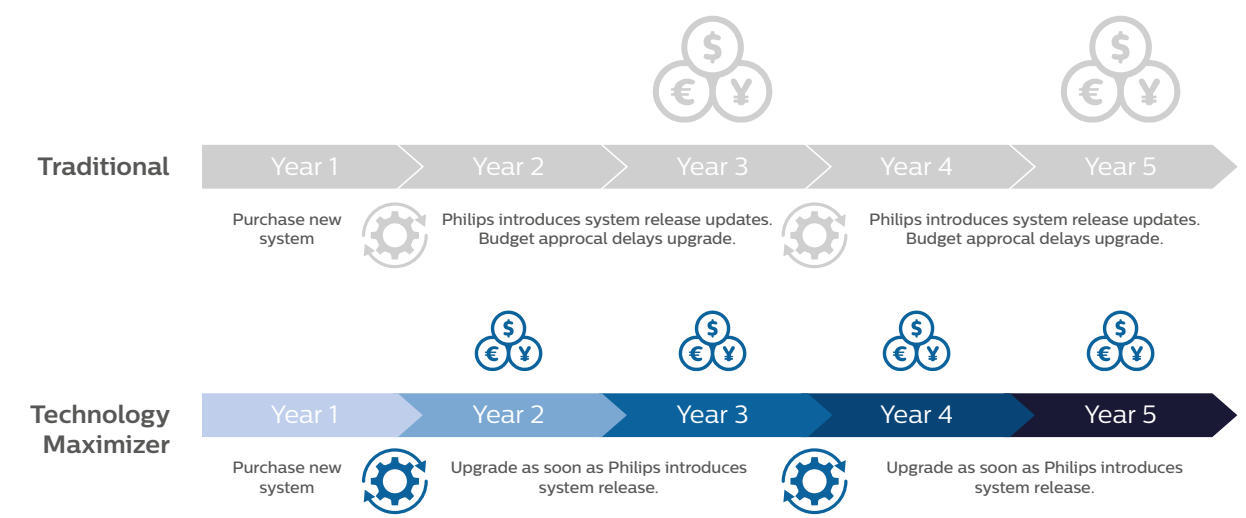 $
€ ¥
$
€ ¥
Traditional
Year 1
Year 2
Year 3
Year 4
Year 5
Purchase new
system
Philips introduces system release updates.
Budget approcal delays upgrade.
Philips introduces system release updates.
Budget approcal delays upgrade.
$
€ ¥
$
€ ¥
$
€ ¥
$
€ ¥
Technology
Maximizer
Year 1
Year 2
Year 3
Year 4
Year 5
Purchase new
system
Upgrade as soon as Philips introduces
system release.
Upgrade as soon as Philips introduces
system release.